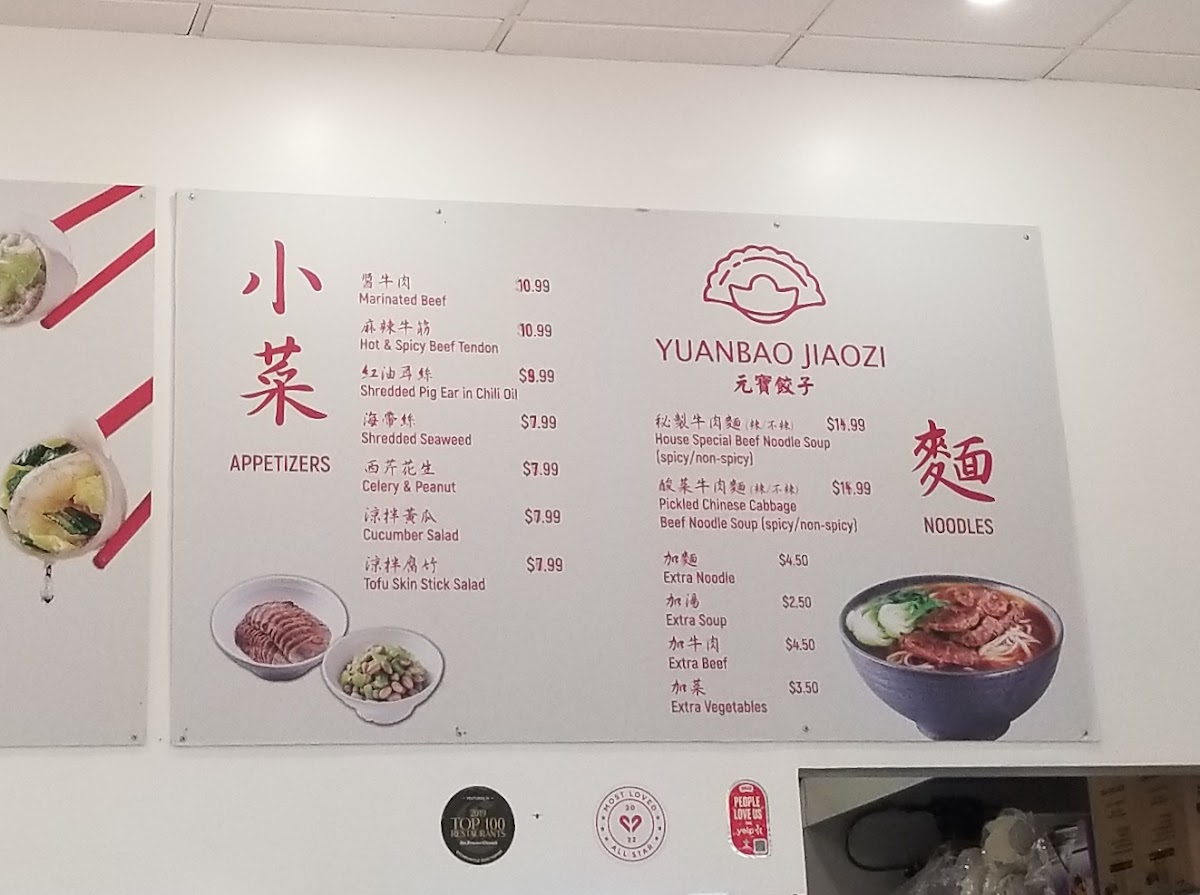 小菜
APPETIZERS
醬牛肉 $10.99
Marinated Beef
麻辣牛筋 $10.99
Hot & Spicy Beef Tendon
紅油耳絲 $9.99
Shredded Pig Ear in Chili Oil
海帶絲 $7.99
Shredded Seaweed
西芹花生 $7.99
Celery & Peanut
涼拌黃瓜 $7.99
Cucumber Salad
涼拌腐竹 $7.99
Tofu Skin Stick Salad
YUANBAO JIAOZI
元寶餃子
麵
NOODLES
秘製牛肉麵(辣/不辣) $14.99
House Special Beef Noodle Soup
(spicy/non-spicy)
酸菜牛肉麵(辣/不辣) $14.99
Pickled Chinese Cabbage
Beef Noodle Soup (spicy/non-spicy)
加麵 $4.50
Extra Noodle
加湯 $2.50
Extra Soup
加牛肉 $4.50
Extra Beef
加菜 $3.50
Extra Vegetables
2019
TOP 100
RESTAURANTS
MOST LOVED
20
22
ALL STAR
PEOPLE
LOVE US
yelp